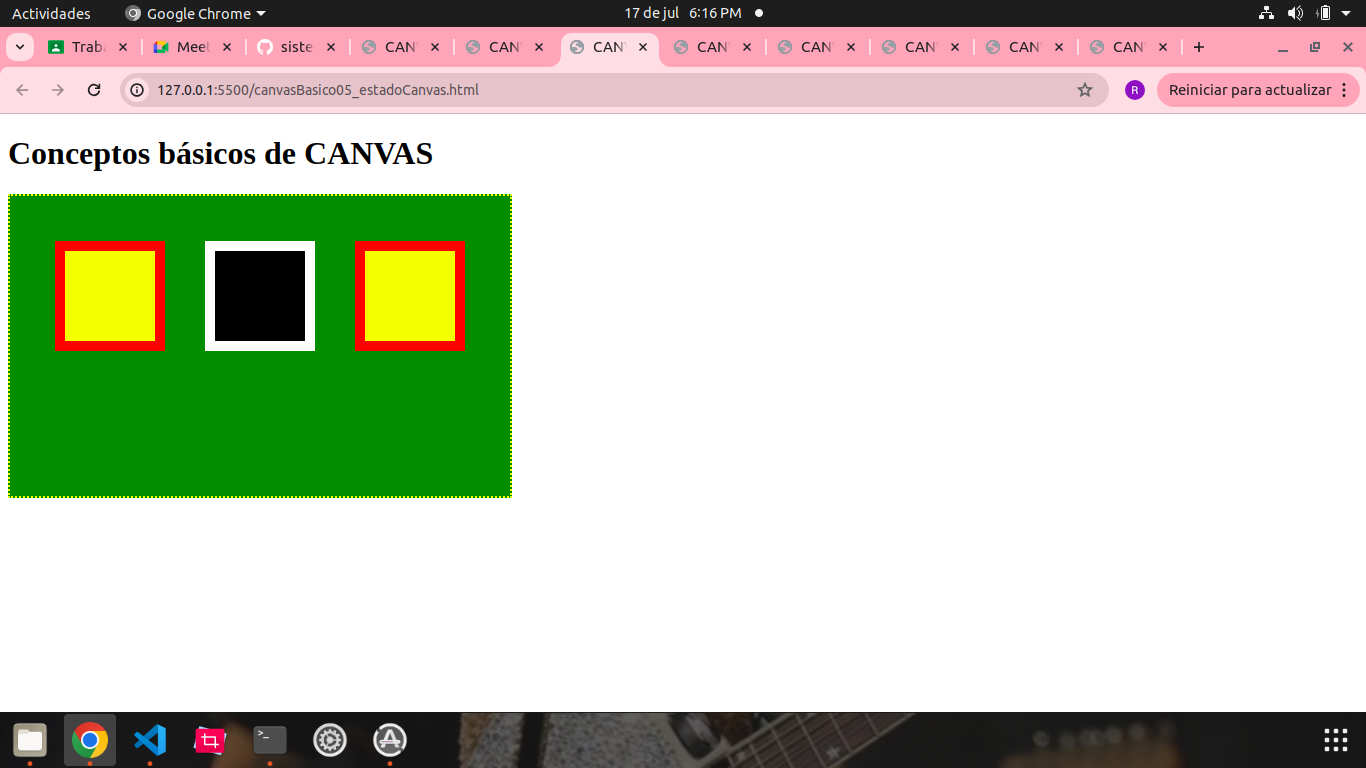 Actividades Google Chrome 17 de jul 6:16 PM
Trab Meet siste CAN CAN CAN CAN CAN CAN CAN CAN
127.0.0.1:5500/canvasBasico05_estadoCanvas.html R Reiniciar para actualizar
Conceptos básicos de CANVAS